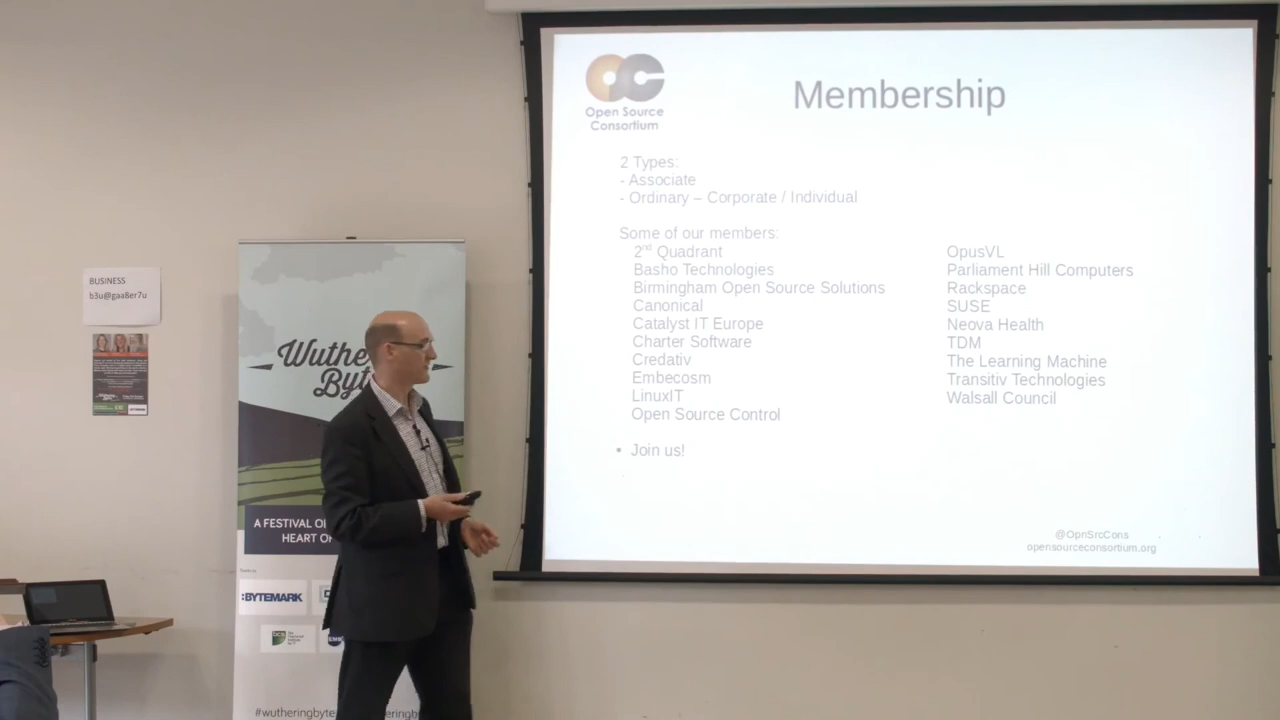 BUSINESS
b3u@gaa8er7u
Wuthe
Byt
A FESTIVAL O
HEART O
:BYTEMARK
bcs
#wutheringbyte
Open Source
Consortium
Membership
2 Types:
- Associate
- Ordinary – Corporate / Individual
Some of our members:
2nd Quadrant
Basho Technologies
Birmingham Open Source Solutions
Canonical
Catalyst IT Europe
Charter Software
Credativ
Embecosm
LinuxIT
Open Source Control
OpusVL
Parliament Hill Computers
Rackspace
SUSE
Neova Health
TDM
The Learning Machine
Transitiv Technologies
Walsall Council
• Join us!
@OpnSrcCons
opensourceconsortium.org